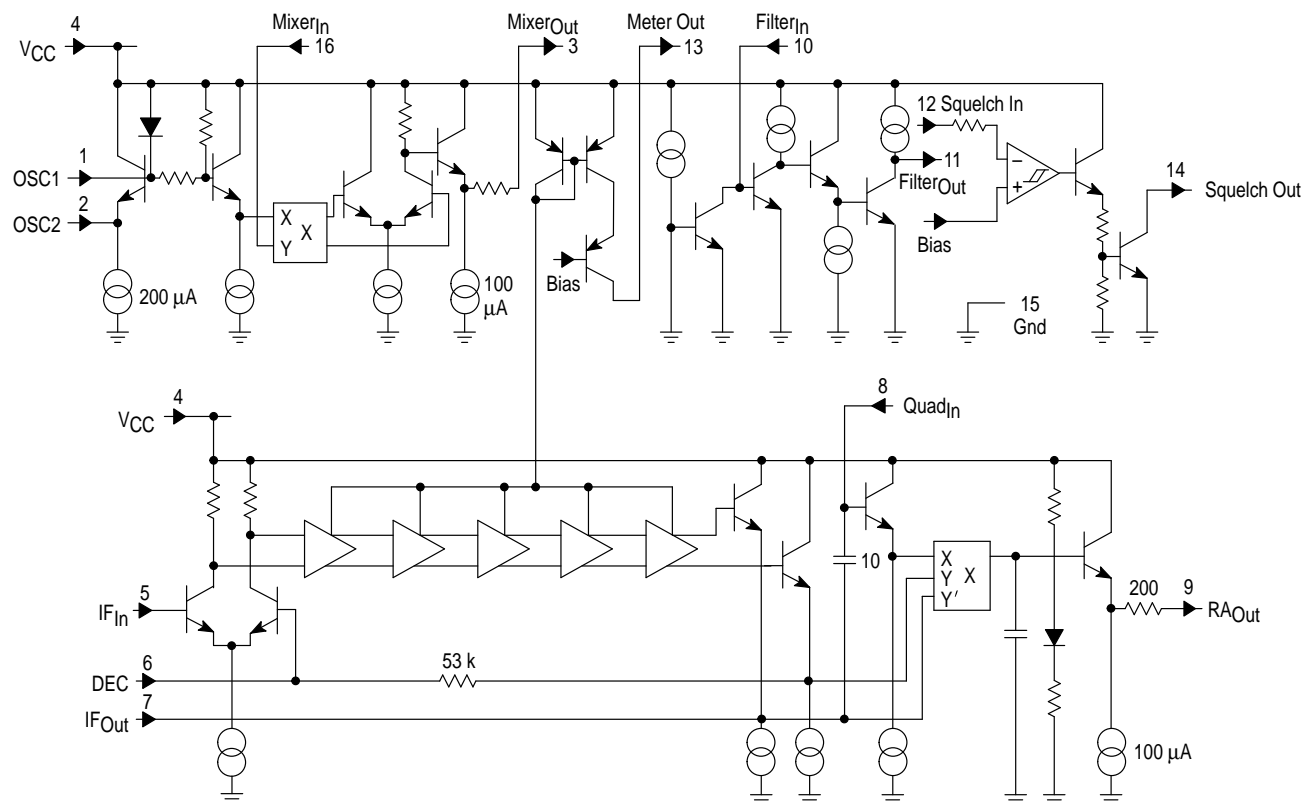 4
VCC
MixerIn
16
MixerOut
3
Meter Out
13
FilterIn
10
12 Squelch In
1
OSC1
2
OSC2
X
Y
X
200 µA
100
µA
Bias
11
FilterOut
–
+
Bias
14
Squelch Out
15
Gnd
4
VCC
8
QuadIn
10
X
Y
Y′
X
5
IFIn
200
9
RAOut
6
DEC
53 k
7
IFOut
100 µA